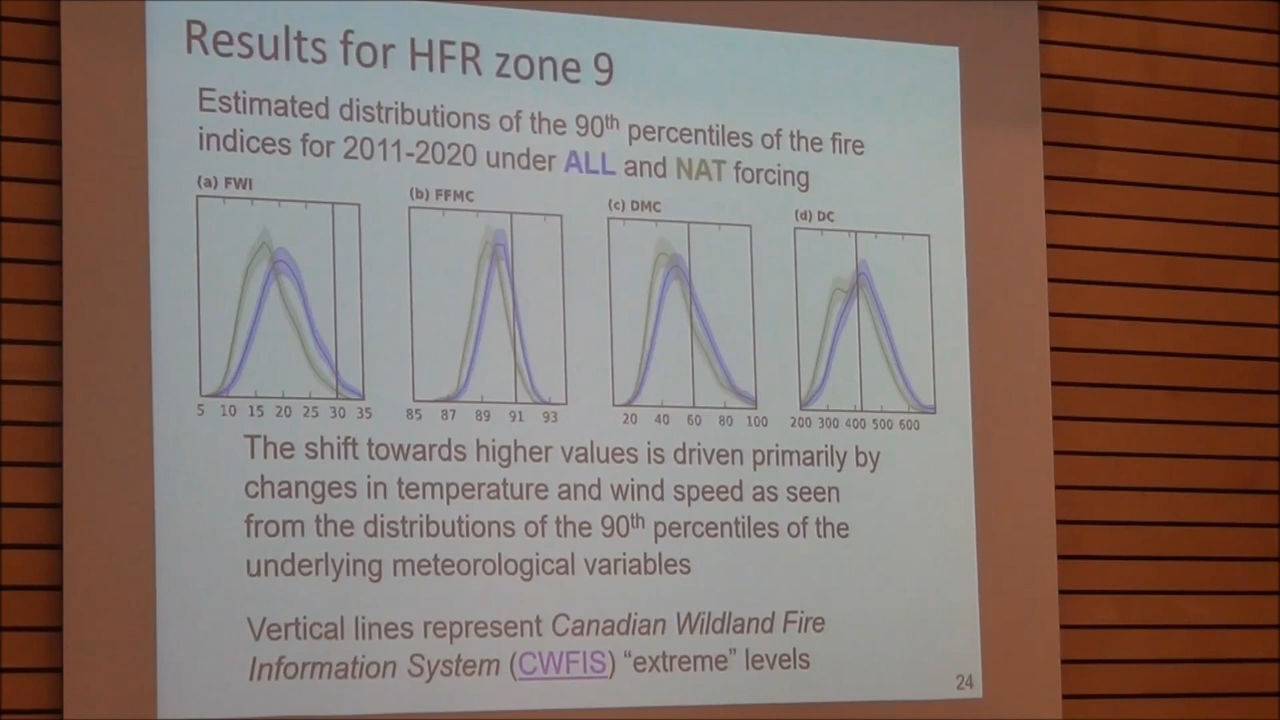 Results for HFR zone 9
Estimated distributions of the 90th percentiles of the fire
indices for 2011-2020 under ALL and NAT forcing
(a) FWI
(b) FFMC
(c) DMC
(d) DC
5 10 15 20 25 30 35
85 87 89 91 93
20 40 60 80 100
200 300 400 500 600
The shift towards higher values is driven primarily by
changes in temperature and wind speed as seen
from the distributions of the 90th percentiles of the
underlying meteorological variables
Vertical lines represent Canadian Wildland Fire
Information System (CWFIS) “extreme” levels
24